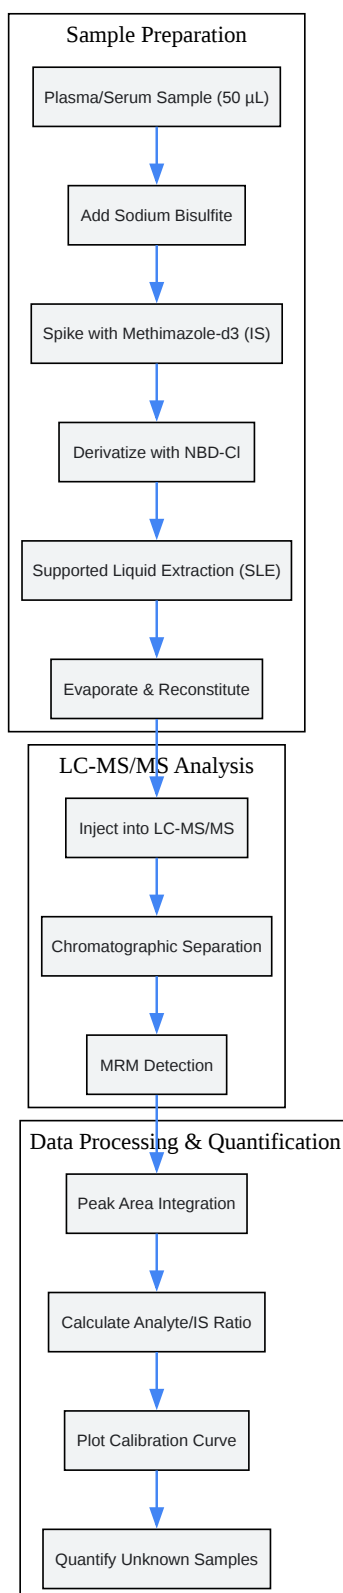 Sample Preparation
Plasma/Serum Sample (50 µL)
Add Sodium Bisulfite
Spike with Methimazole-d3 (IS)
Derivatize with NBD-Cl
Supported Liquid Extraction (SLE)
Evaporate & Reconstitute
LC-MS/MS Analysis
Inject into LC-MS/MS
Chromatographic Separation
MRM Detection
Data Processing & Quantification
Peak Area Integration
Calculate Analyte/IS Ratio
Plot Calibration Curve
Quantify Unknown Samples